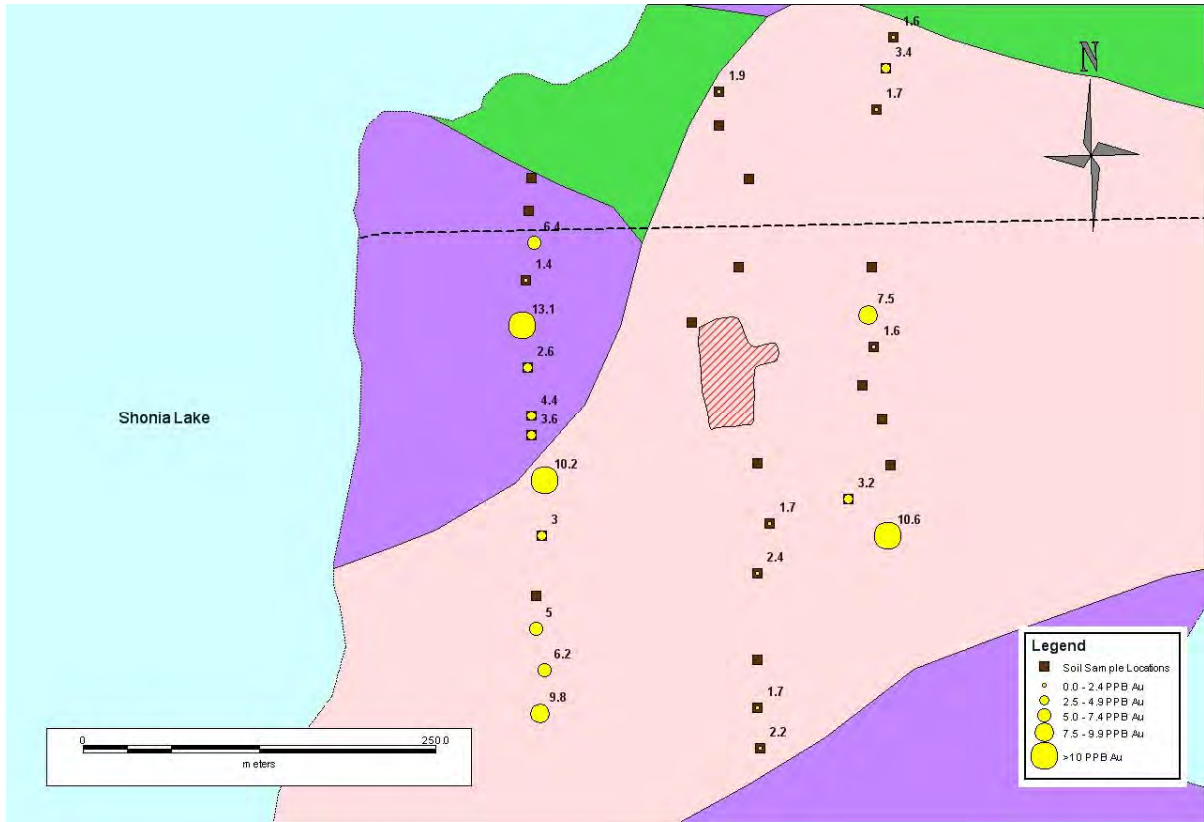 1.6
N
3.4
1.9
1.7
6.4
1.4
13.1
7.5
2.6
1.6
4.4
3.6
Shonia Lake
10.2
3.2
1.7
10.6
3
2.4
5
6.2
1.7
9.8
2.2
0
250.0
meters
Legend
Soil Sample Locations
0.0 - 2.4 PPB Au
2.5 - 4.9 PPB Au
5.0 - 7.4 PPB Au
7.5 - 9.9 PPB Au
>10 PPB Au